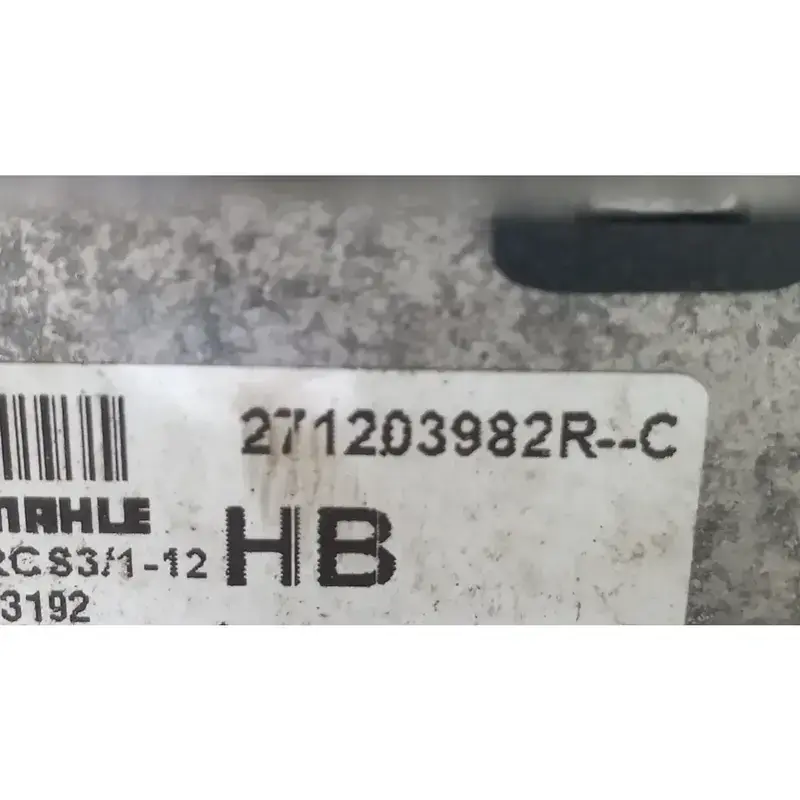 271203982R--C
MAHLE
HB
RCS3/1-12
3192